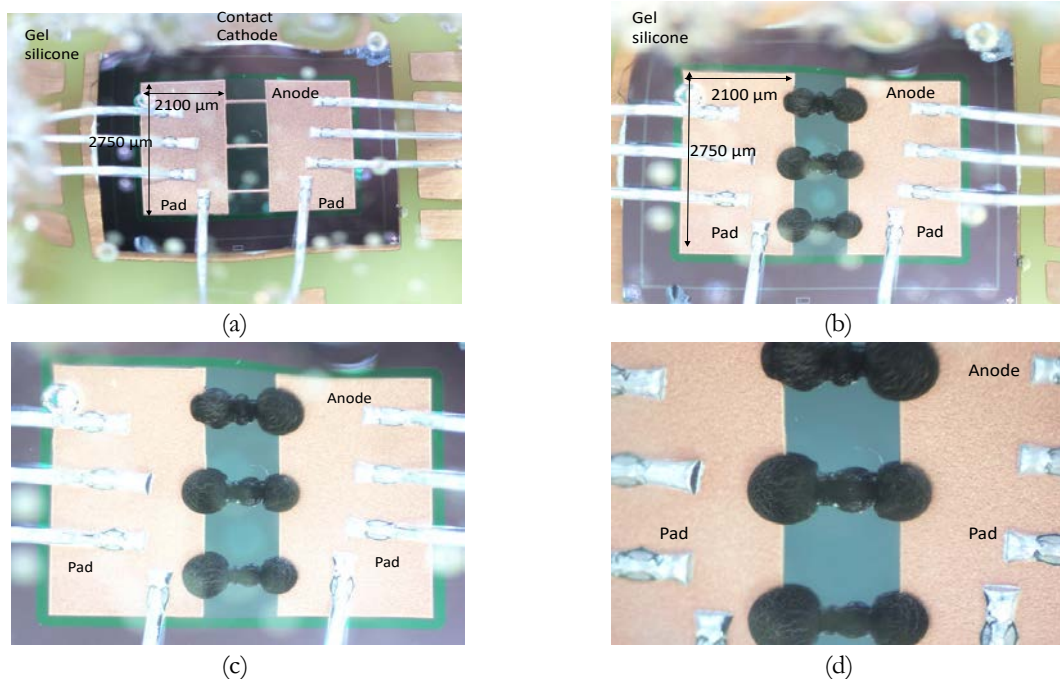 Gel
silicone
Contact
Cathode
2100 µm
Anode
2750 µm
Pad
Pad
(a)
Gel
silicone
2100 µm
Anode
2750 µm
Pad
Pad
(b)
Anode
Pad
Pad
(c)
Anode
Pad
Pad
(d)